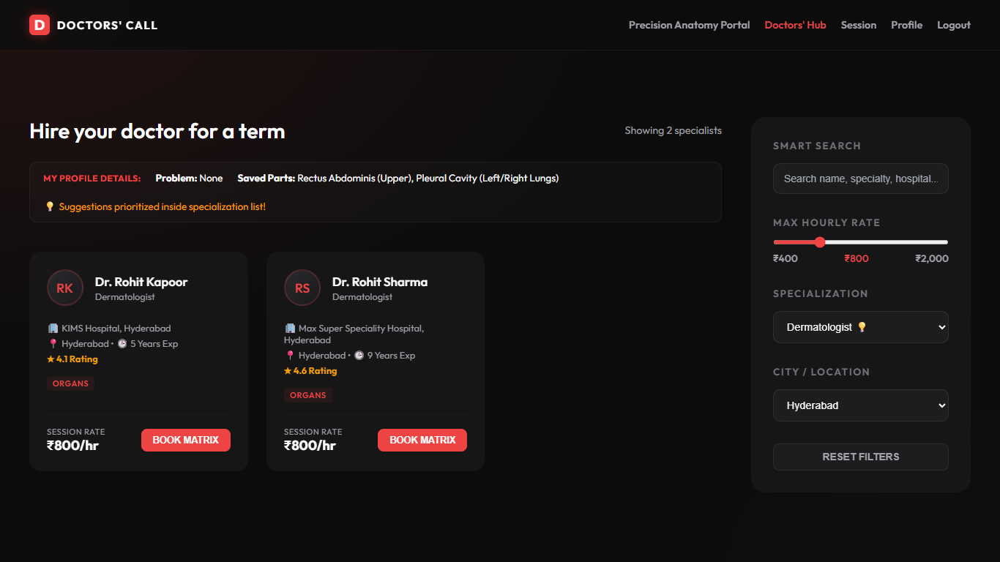 D DOCTORS' CALL
Precision Anatomy Portal Doctors' Hub Session Profile Logout
Hire your doctor for a term
Showing 2 specialists
MY PROFILE DETAILS: Problem: None Saved Parts: Rectus Abdominis (Upper), Pleural Cavity (Left/Right Lungs)
💡 Suggestions prioritized inside specialization list!
RK
Dr. Rohit Kapoor
Dermatologist
🏥 KIMS Hospital, Hyderabad
📍 Hyderabad • 🕒 5 Years Exp
★ 4.1 Rating
ORGANS
SESSION RATE
₹800/hr
BOOK MATRIX
RS
Dr. Rohit Sharma
Dermatologist
🏥 Max Super Speciality Hospital,
Hyderabad
📍 Hyderabad • 🕒 9 Years Exp
★ 4.6 Rating
ORGANS
SESSION RATE
₹800/hr
BOOK MATRIX
SMART SEARCH
Search name, specialty, hospital...
MAX HOURLY RATE
₹400 ₹800 ₹2,000
SPECIALIZATION
Dermatologist 💡
CITY / LOCATION
Hyderabad
RESET FILTERS